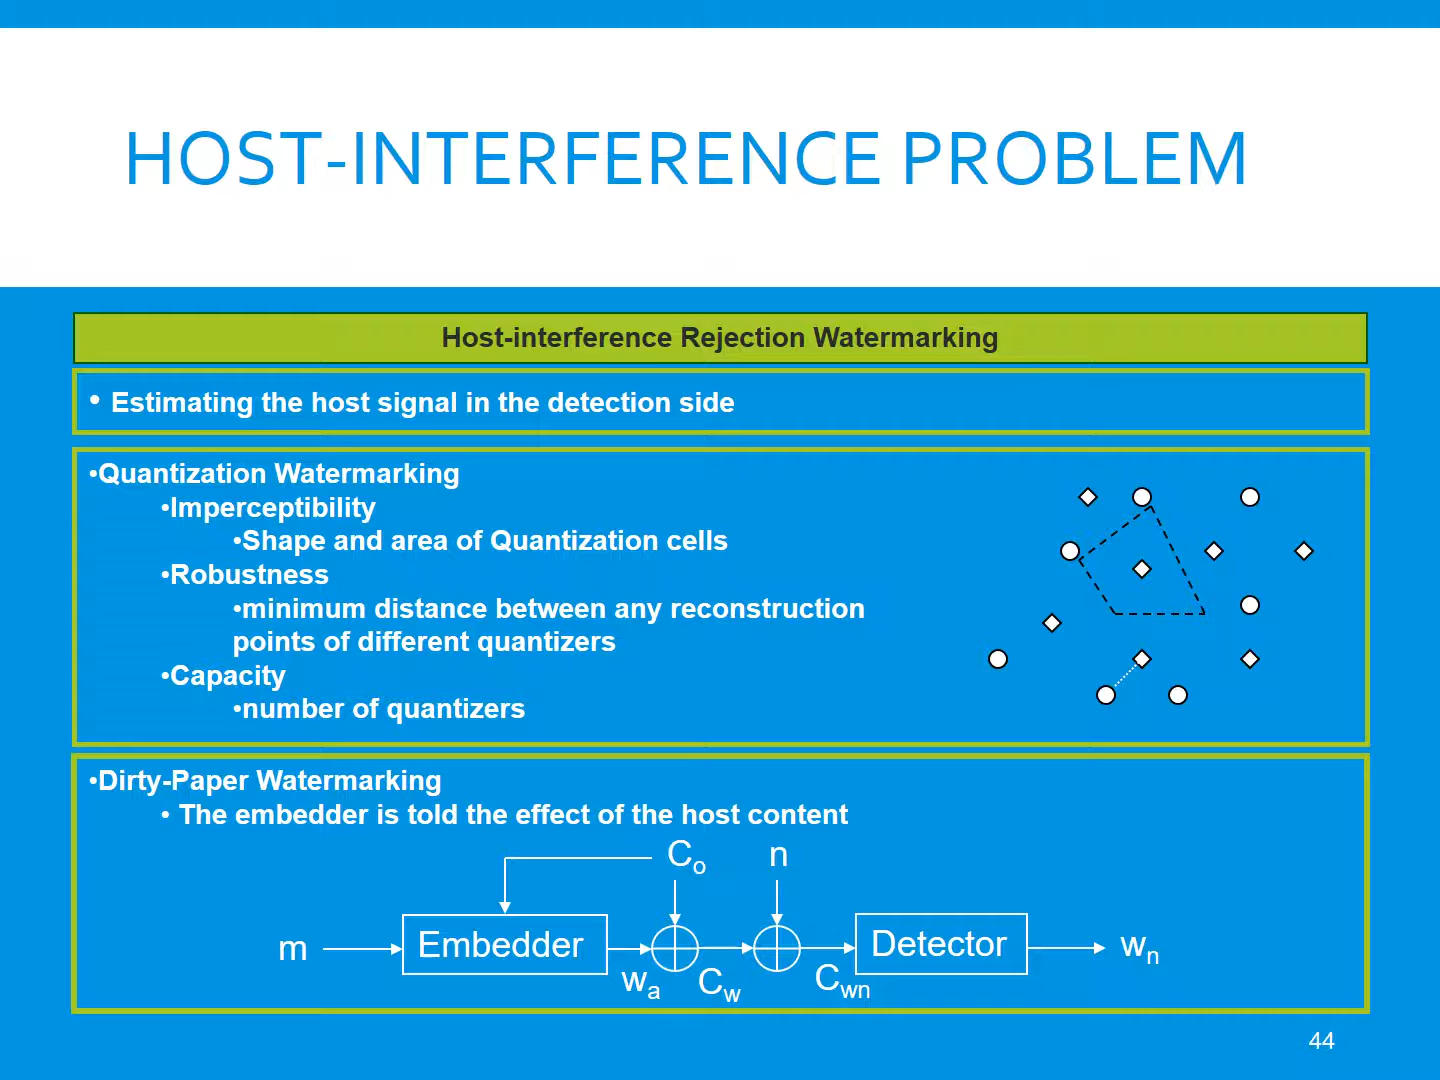 HOST-INTERFERENCE PROBLEM
Host-interference Rejection Watermarking
• Estimating the host signal in the detection side
•Quantization Watermarking
•Imperceptibility
•Shape and area of Quantization cells
•Robustness
•minimum distance between any reconstruction
points of different quantizers
•Capacity
•number of quantizers
•Dirty-Paper Watermarking
• The embedder is told the effect of the host content
Co n
m Embedder Detector wn
wa Cw Cwn
44